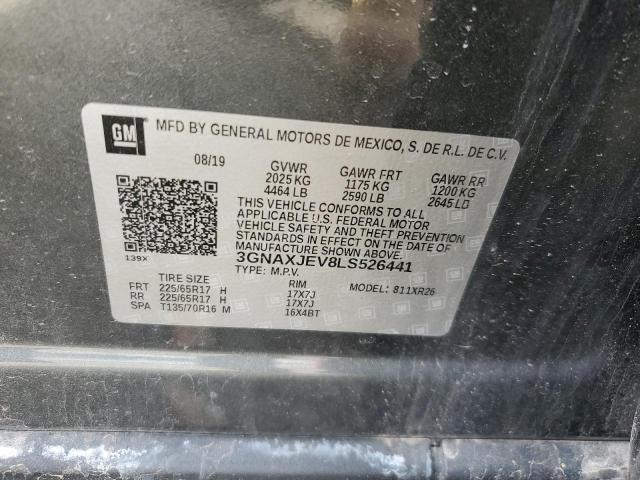 GM
MFD BY GENERAL MOTORS DE MEXICO, S. DE R.L. DE C.V.
08/19 GVWR GAWR FRT GAWR RR
2025 KG 1175 KG 1200 KG
4464 LB 2590 LB 2645 LB
THIS VEHICLE CONFORMS TO ALL
APPLICABLE U.S. FEDERAL MOTOR
VEHICLE SAFETY AND THEFT PREVENTION
STANDARDS IN EFFECT ON THE DATE OF
MANUFACTURE SHOWN ABOVE.
139X 3GNAXJEV8LS526441
TYPE: M.P.V. MODEL: 811XR26
TIRE SIZE RIM
FRT 225/65R17 H 17X7J
RR 225/65R17 H 17X7J
SPA T135/70R16 M 16X4BT